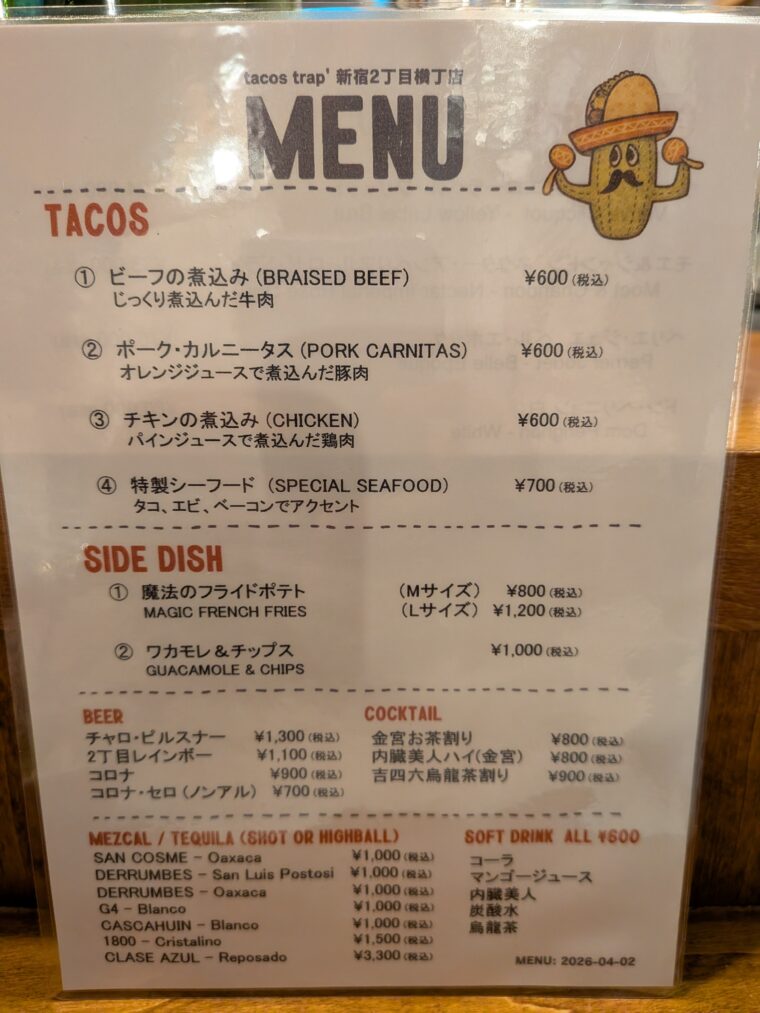 tacos trap' 新宿2丁目横丁店
MENU
TACOS
① ビーフの煮込み (BRAISED BEEF) ¥600 (税込)
じっくり煮込んだ牛肉
② ポーク・カルニータス (PORK CARNITAS) ¥600 (税込)
オレンジジュースで煮込んだ豚肉
③ チキンの煮込み (CHICKEN) ¥600 (税込)
パインジュースで煮込んだ鶏肉
④ 特製シーフード (SPECIAL SEAFOOD) ¥700 (税込)
タコ、エビ、ベーコンでアクセント
SIDE DISH
① 魔法のフライドポテト (Mサイズ) ¥800 (税込)
MAGIC FRENCH FRIES (Lサイズ) ¥1,200 (税込)
② ワカモレ&チップス ¥1,000 (税込)
GUACAMOLE & CHIPS
BEER
チャロ・ピルスナー ¥1,300 (税込)
2丁目レインボー ¥1,100 (税込)
コロナ ¥900 (税込)
コロナ・セロ (ノンアル) ¥700 (税込)
COCKTAIL
金宮お茶割り ¥800 (税込)
内臓美人ハイ(金宮) ¥800 (税込)
吉四六烏龍茶割り ¥900 (税込)
MEZCAL / TEQUILA (SHOT OR HIGHBALL)
SAN COSME - Oaxaca ¥1,000 (税込)
DERRUMBES - San Luis Postosi ¥1,000 (税込)
DERRUMBES - Oaxaca ¥1,000 (税込)
G4 - Blanco ¥1,000 (税込)
CASCAHUIN - Blanco ¥1,000 (税込)
1800 - Cristalino ¥1,500 (税込)
CLASE AZUL - Reposado ¥3,300 (税込)
SOFT DRINK ALL ¥600
コーラ
マンゴージュース
内臓美人
炭酸水
烏龍茶
MENU: 2026-04-02